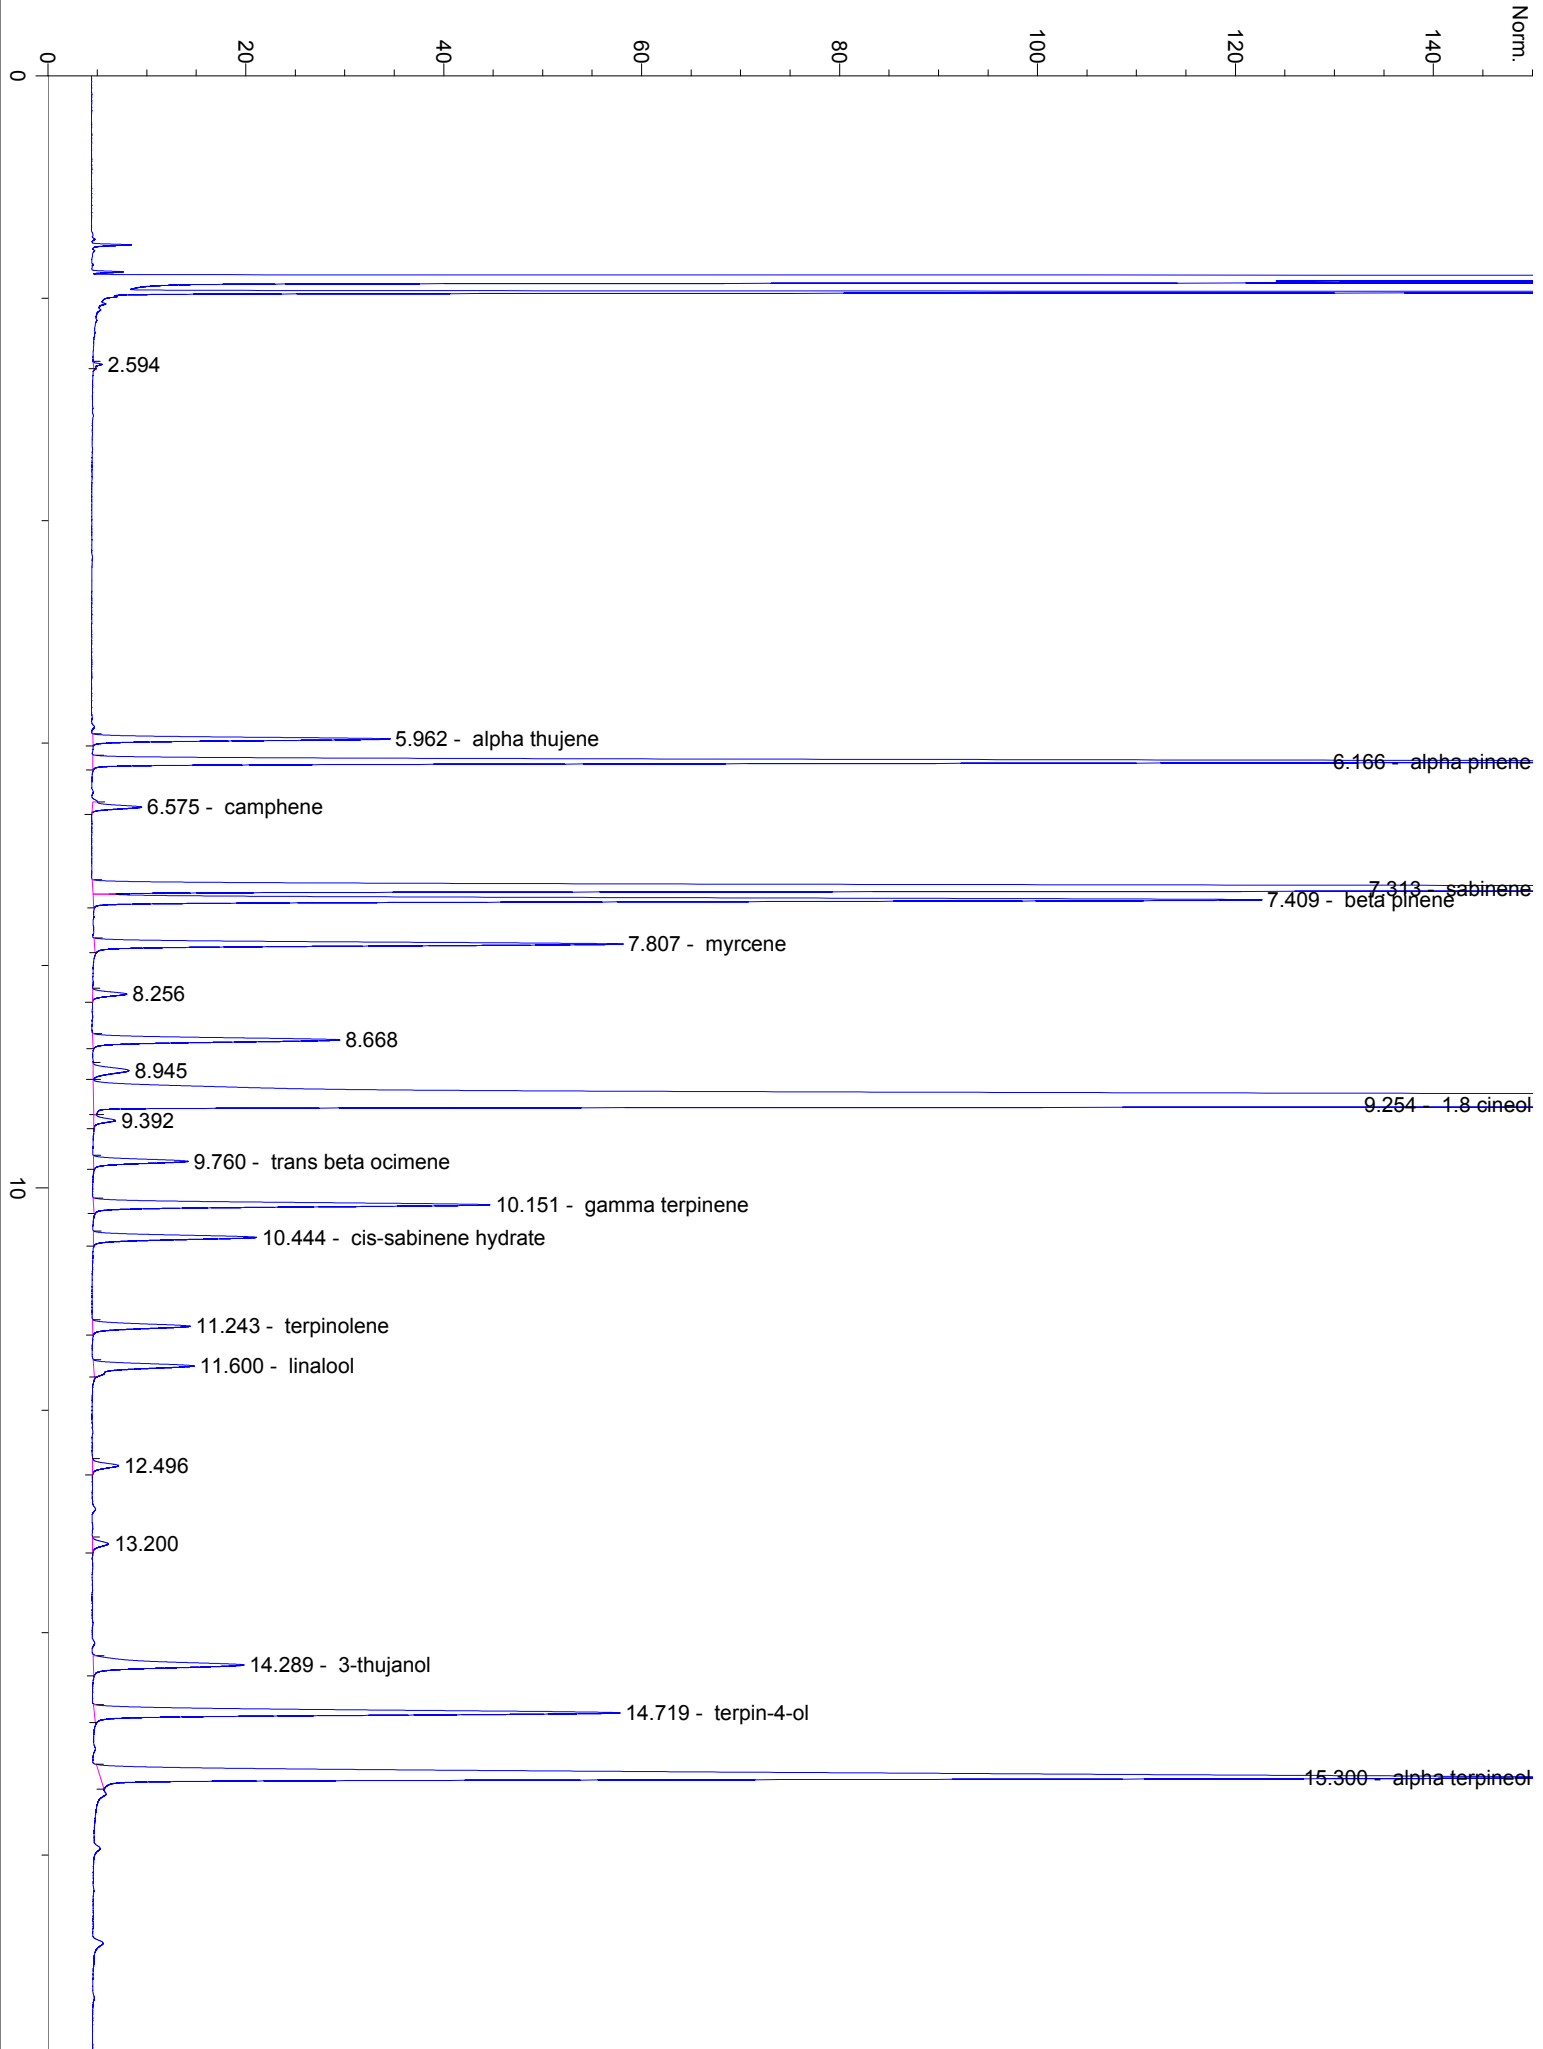 Norm.
0
20
40
60
80
100
120
140
0
2.594
5.962 - alpha thujene
6.166 - alpha pinene
6.575 - camphene
7.313 - sabinene
7.409 - beta pinene
7.807 - myrcene
8.256
8.668
8.945
9.254 - 1.8 cineol
9.392
9.760 - trans beta ocimene
10
10.151 - gamma terpinene
10.444 - cis-sabinene hydrate
11.243 - terpinolene
11.600 - linalool
12.496
13.200
14.289 - 3-thujanol
14.719 - terpin-4-ol
15.300 - alpha terpineol